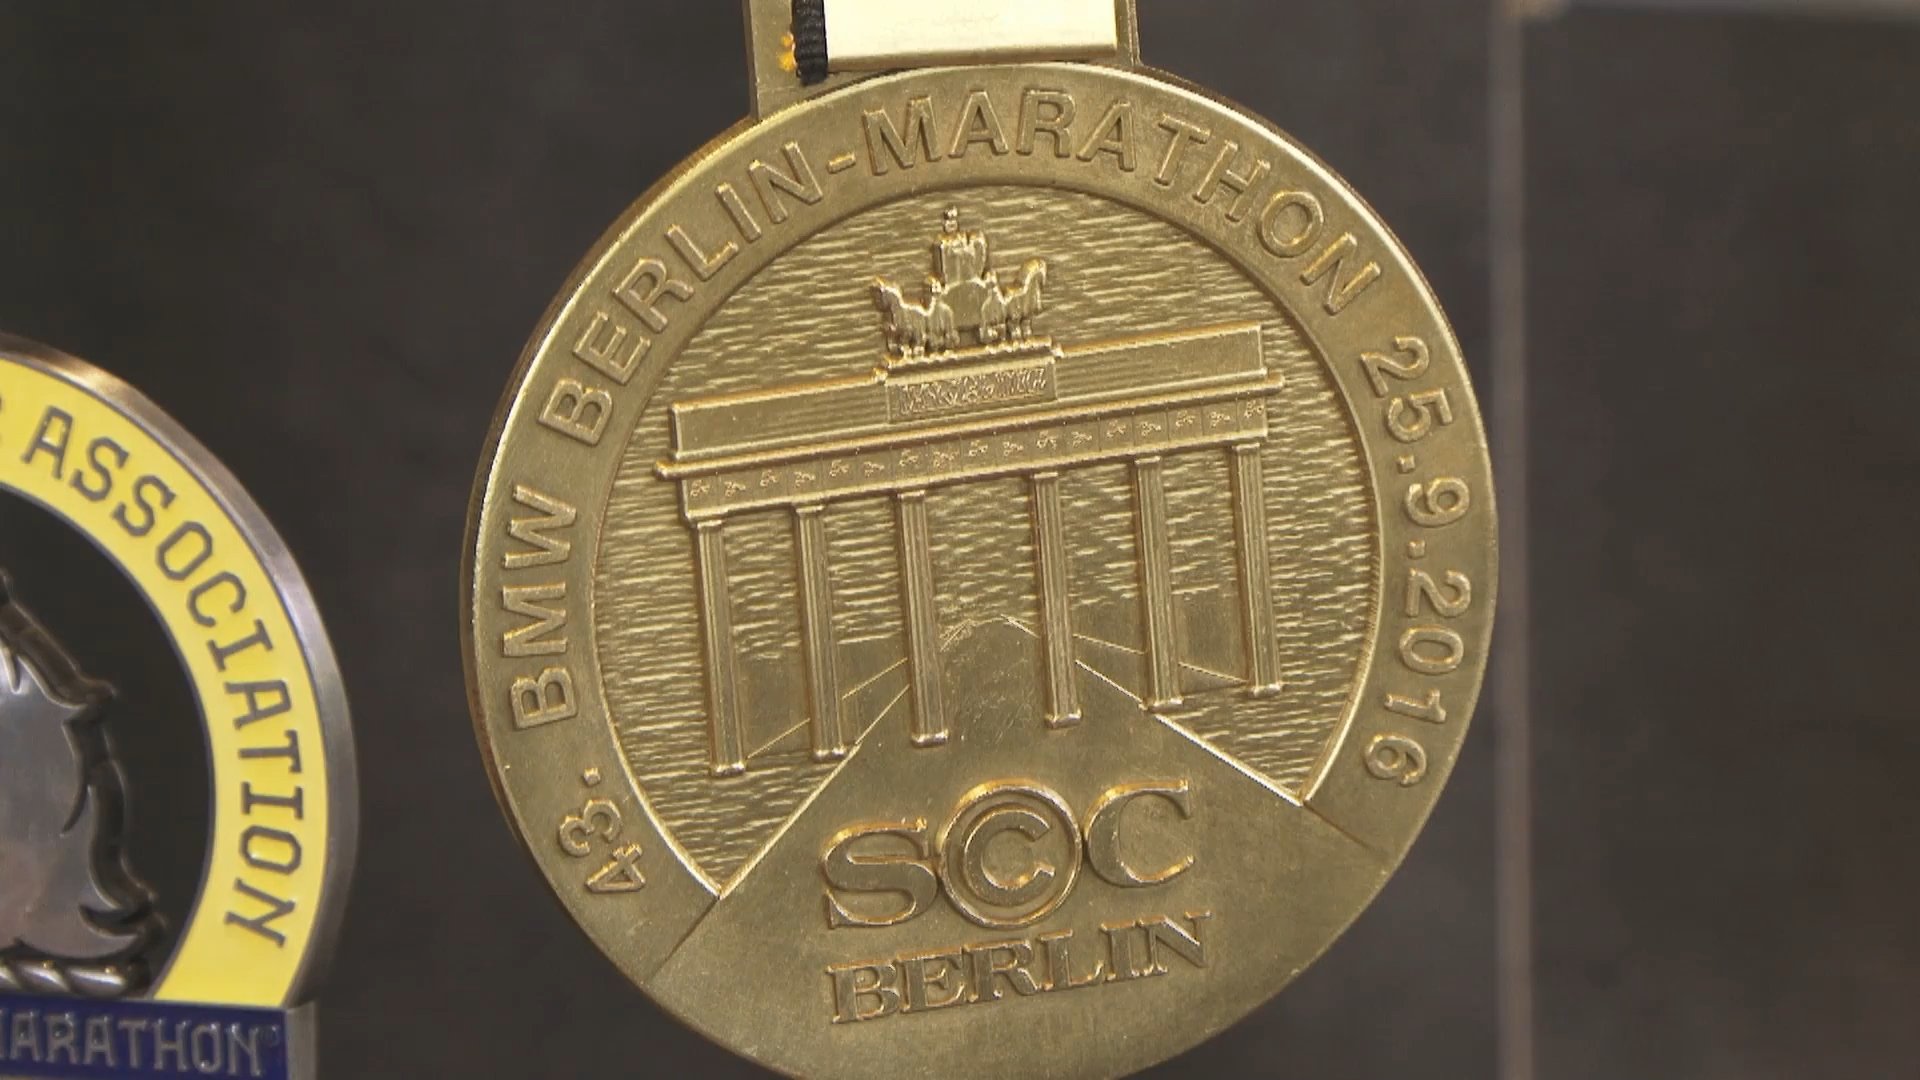 43. BMW BERLIN-MARATHON 25.9.2016
SCC
BERLIN
ASSOCIATION
MARATHON